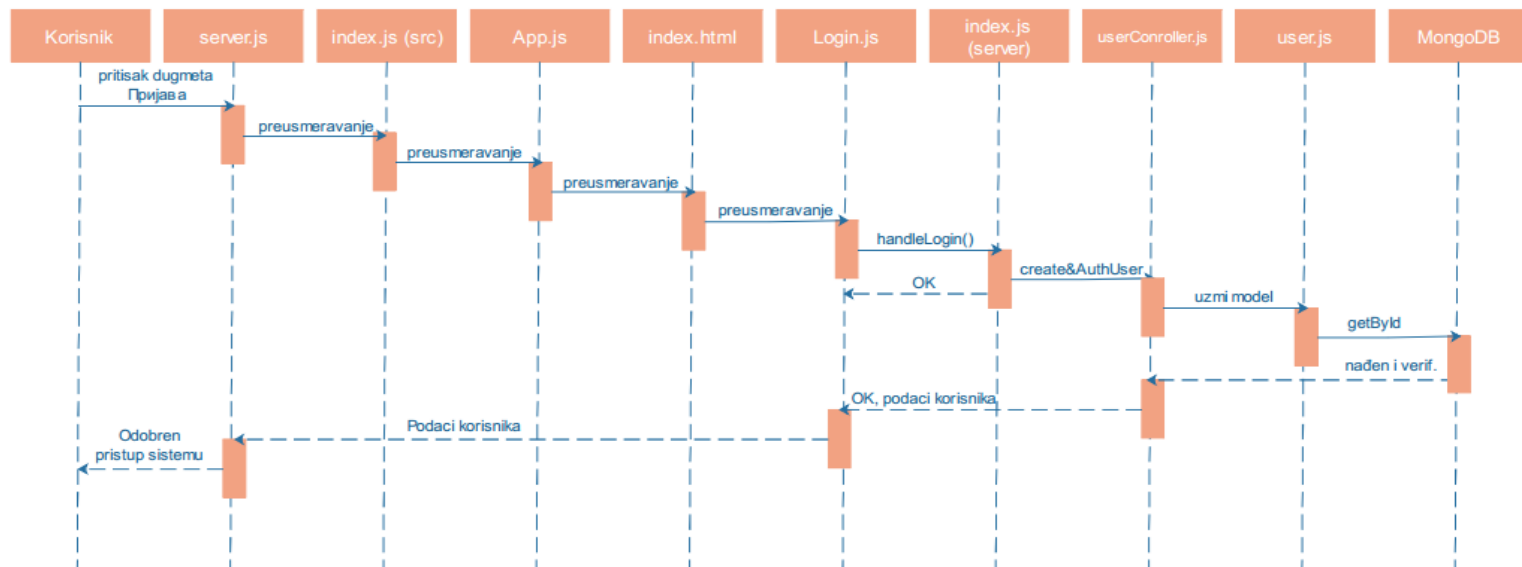 Korisnik
server.js
index.js (src)
App.js
index.html
Login.js
index.js
(server)
userConroller.js
user.js
MongoDB
pritisak dugmeta
Пријава
preusmeravanje
preusmeravanje
preusmeravanje
preusmeravanje
handleLogin()
create&AuthUser
OK
uzmi model
getById
nađen i verif.
OK, podaci korisnika
Podaci korisnika
Odobren
pristup sistemu